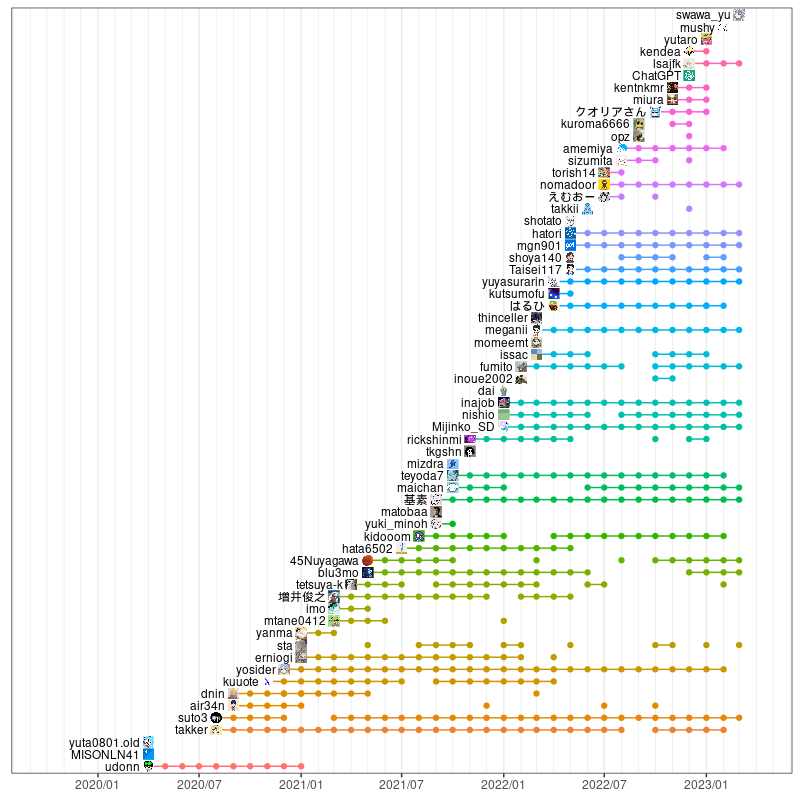 swawa_yu
mushy
yutaro
kendea
lsajfk
ChatGPT
kentnkmr
miura
クオリアさん
kuroma6666
opz
amemiya
sizumita
torish14
nomadoor
えむおー
takkii
shotato
hatori
mgn901
shoya140
Taisei117
yuyasurarin
kutsumofu
はるひ
thinceller
meganii
momeemt
issac
fumito
inoue2002
dai
inajob
nishio
Mijinko_SD
rickshinmi
tkgshn
mizdra
teyoda7
maichan
基素
matobaa
yuki_minoh
kidooom
hata6502
45Nuyagawa
blu3mo
tetsuya-k
増井俊之
imo
mtane0412
yanma
sta
erniogi
yosider
kuuote
dnin
air34n
suto3
takker
yuta0801.old
MISONLN41
udonn
2020/01 2020/07 2021/01 2021/07 2022/01 2022/07 2023/01